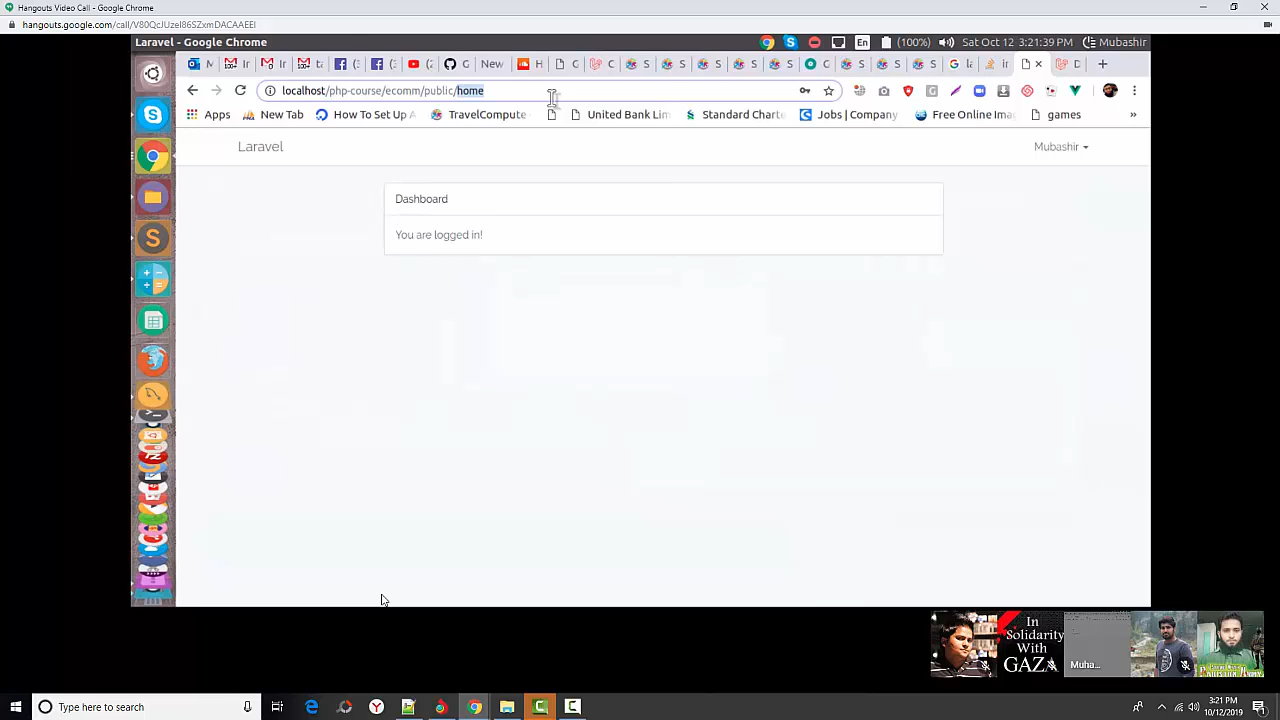 Hangouts Video Call - Google Chrome
hangouts.google.com/call/V80QcJUzeI86SZxmDACAAEEI
Laravel - Google Chrome
En (100%) Sat Oct 12 3:21:39 PM Mubashir
New
localhost/php-course/ecomm/public/home
Apps New Tab How To Set Up A TravelCompute United Bank Lim Standard Charte Jobs | Company Free Online Ima games »
Laravel
Mubashir
Dashboard
You are logged in!
In
Solidarity
With
GAZA
Muha...
Type here to search
3:21 PM
10/12/2019